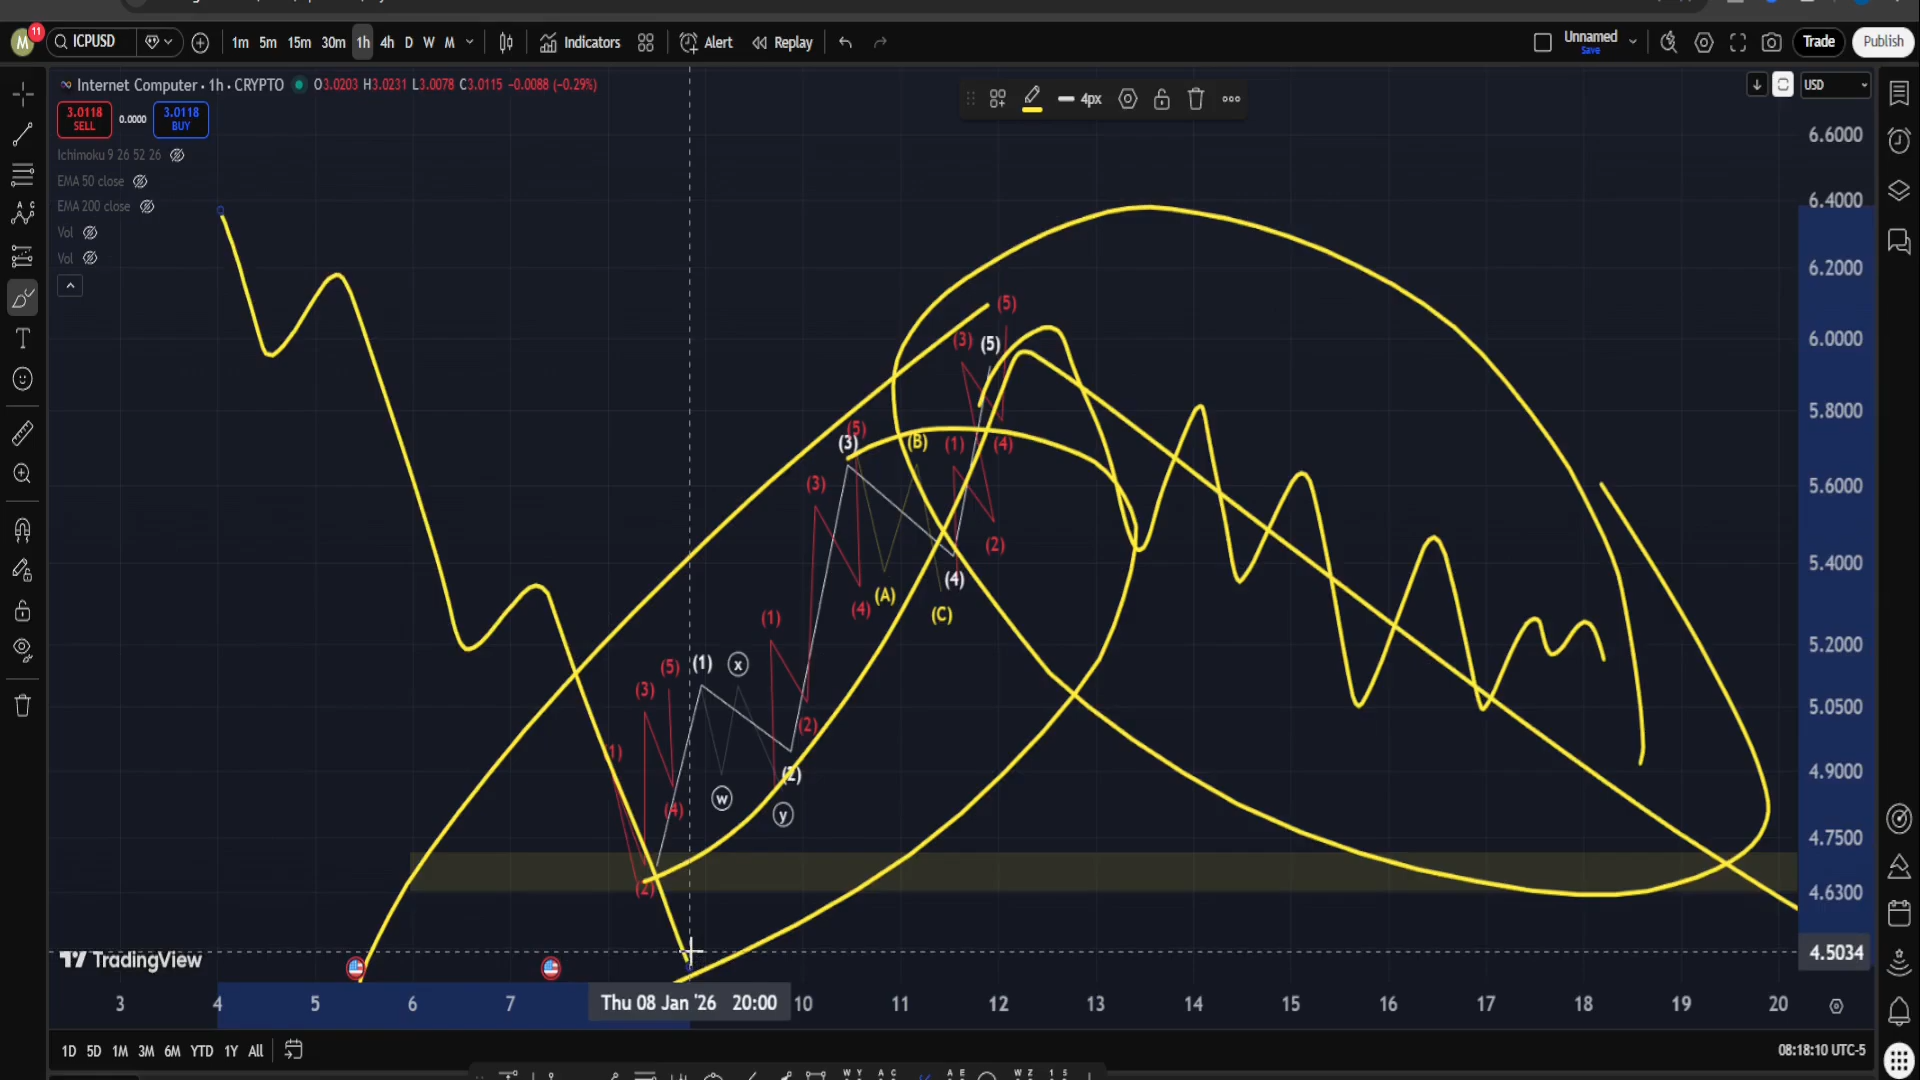 M
11
ICPUSD
1m 5m 15m 30m 1h 4h D W M
Indicators
Alert
Replay
Unnamed
Save
Trade
Publish
Internet Computer · 1h · CRYPTO
O3.0203 H3.0231 L3.0078 C3.0115 −0.0088 (−0.29%)
3.0118
SELL
0.0000
3.0118
BUY
Ichimoku 9 26 52 26
EMA 50 close
EMA 200 close
Vol
Vol
4px
USD
6.6000
6.4000
6.2000
6.0000
5.8000
5.6000
5.4000
5.2000
5.0500
4.9000
4.7500
4.6300
4.5034
(5)
(3) (5)
(5)
(3) (B) (1) (4)
(3)
(2)
(4) (A) (4)
(C)
(1)
(5) (1) x
(3)
(2)
1)
(2)
w
(4)
y
(2)
TradingView
3 4 5 6 7 Thu 08 Jan '26 20:00 10 11 12 13 14 15 16 17 18 19 20
1D 5D 1M 3M 6M YTD 1Y All
08:18:10 UTC-5